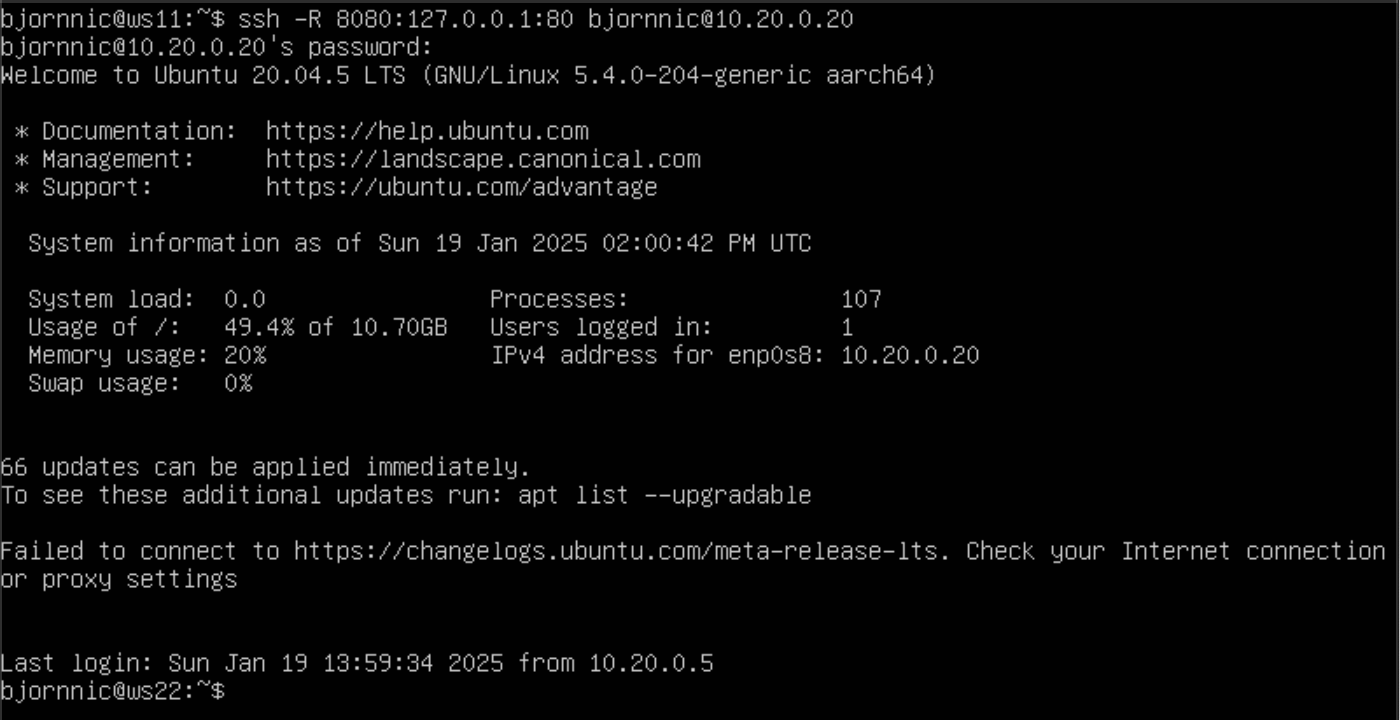 bjornnic@ws11:~$ ssh -R 8080:127.0.0.1:80 bjornnic@10.20.0.20
bjornnic@10.20.0.20's password:
Welcome to Ubuntu 20.04.5 LTS (GNU/Linux 5.4.0-204-generic aarch64)

 * Documentation:  https://help.ubuntu.com
 * Management:     https://landscape.canonical.com
 * Support:        https://ubuntu.com/advantage

  System information as of Sun 19 Jan 2025 02:00:42 PM UTC

  System load:  0.0                Processes:               107
  Usage of /:   49.4% of 10.70GB   Users logged in:         1
  Memory usage: 20%                IPv4 address for enp0s8: 10.20.0.20
  Swap usage:   0%

66 updates can be applied immediately.
To see these additional updates run: apt list --upgradable

Failed to connect to https://changelogs.ubuntu.com/meta-release-lts. Check your Internet connection
or proxy settings

Last login: Sun Jan 19 13:59:34 2025 from 10.20.0.5
bjornnic@ws22:~$